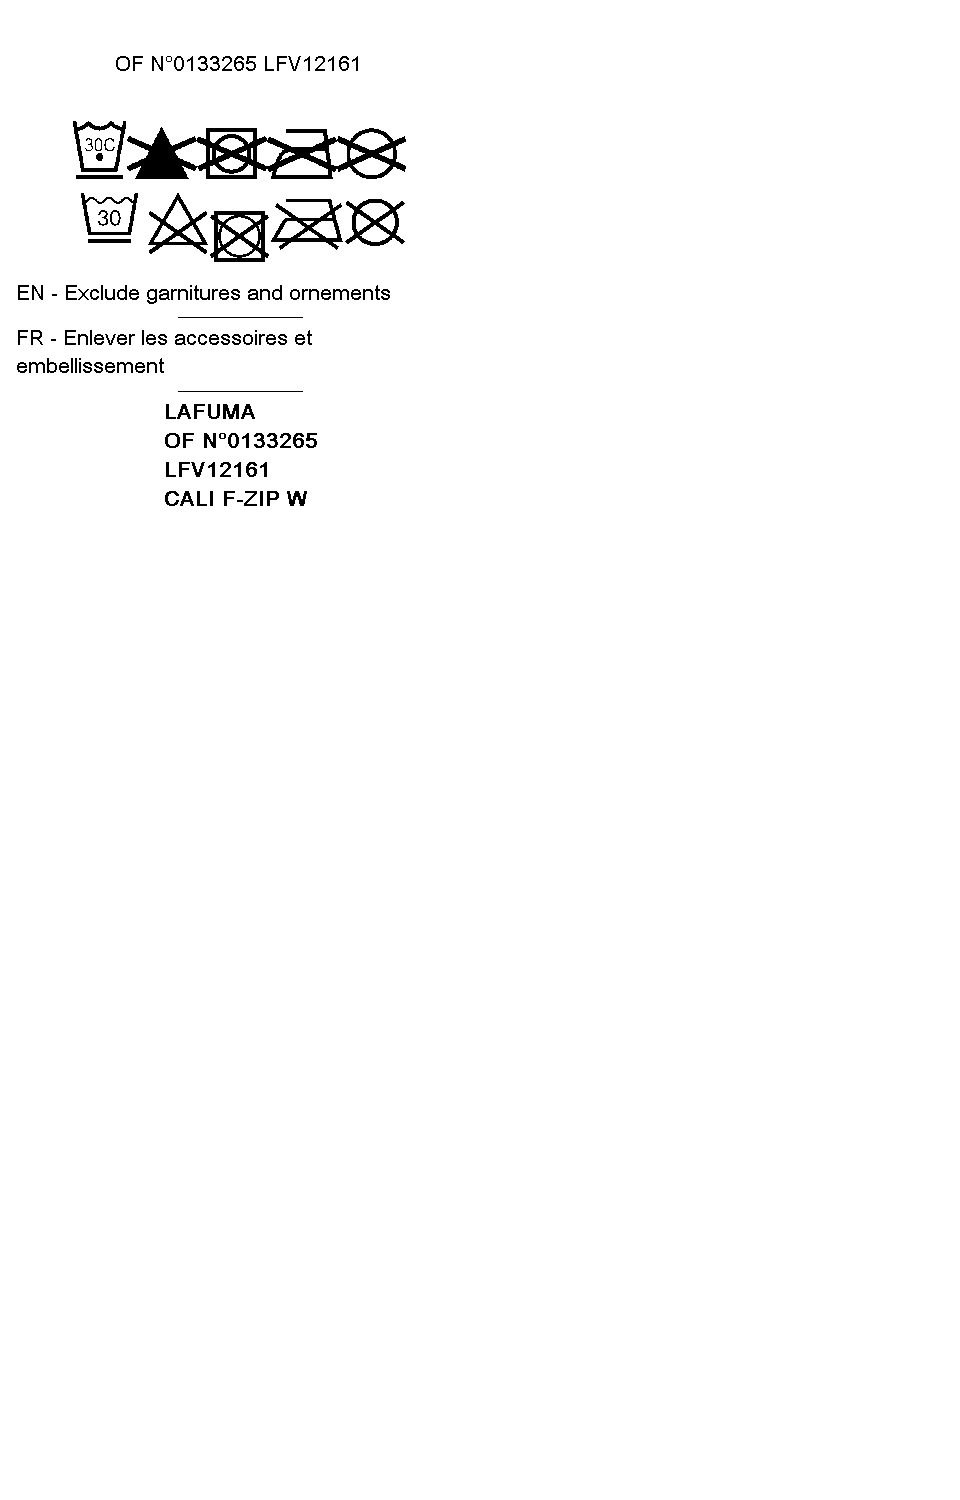 OF N°0133265 LFV12161
30C
30
EN - Exclude garnitures and ornements
FR - Enlever les accessoires et
embellissement
LAFUMA
OF N°0133265
LFV12161
CALI F-ZIP W